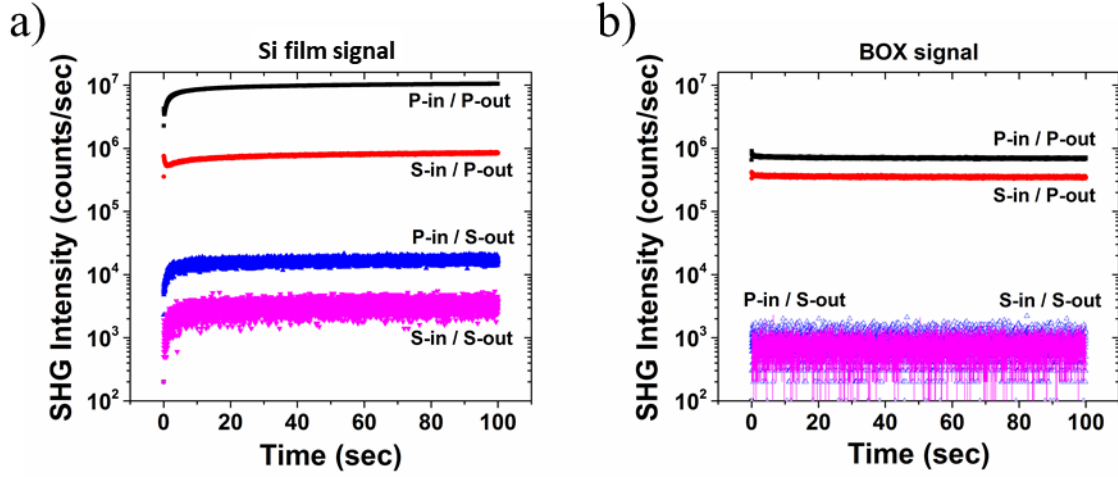 a)
Si film signal
SHG Intensity (counts/sec)
10^7
10^6
10^5
10^4
10^3
10^2
P-in / P-out
S-in / P-out
P-in / S-out
S-in / S-out
0 20 40 60 80 100
Time (sec)
b)
BOX signal
SHG Intensity (counts/sec)
10^7
10^6
10^5
10^4
10^3
10^2
P-in / P-out
S-in / P-out
P-in / S-out S-in / S-out
0 20 40 60 80 100
Time (sec)